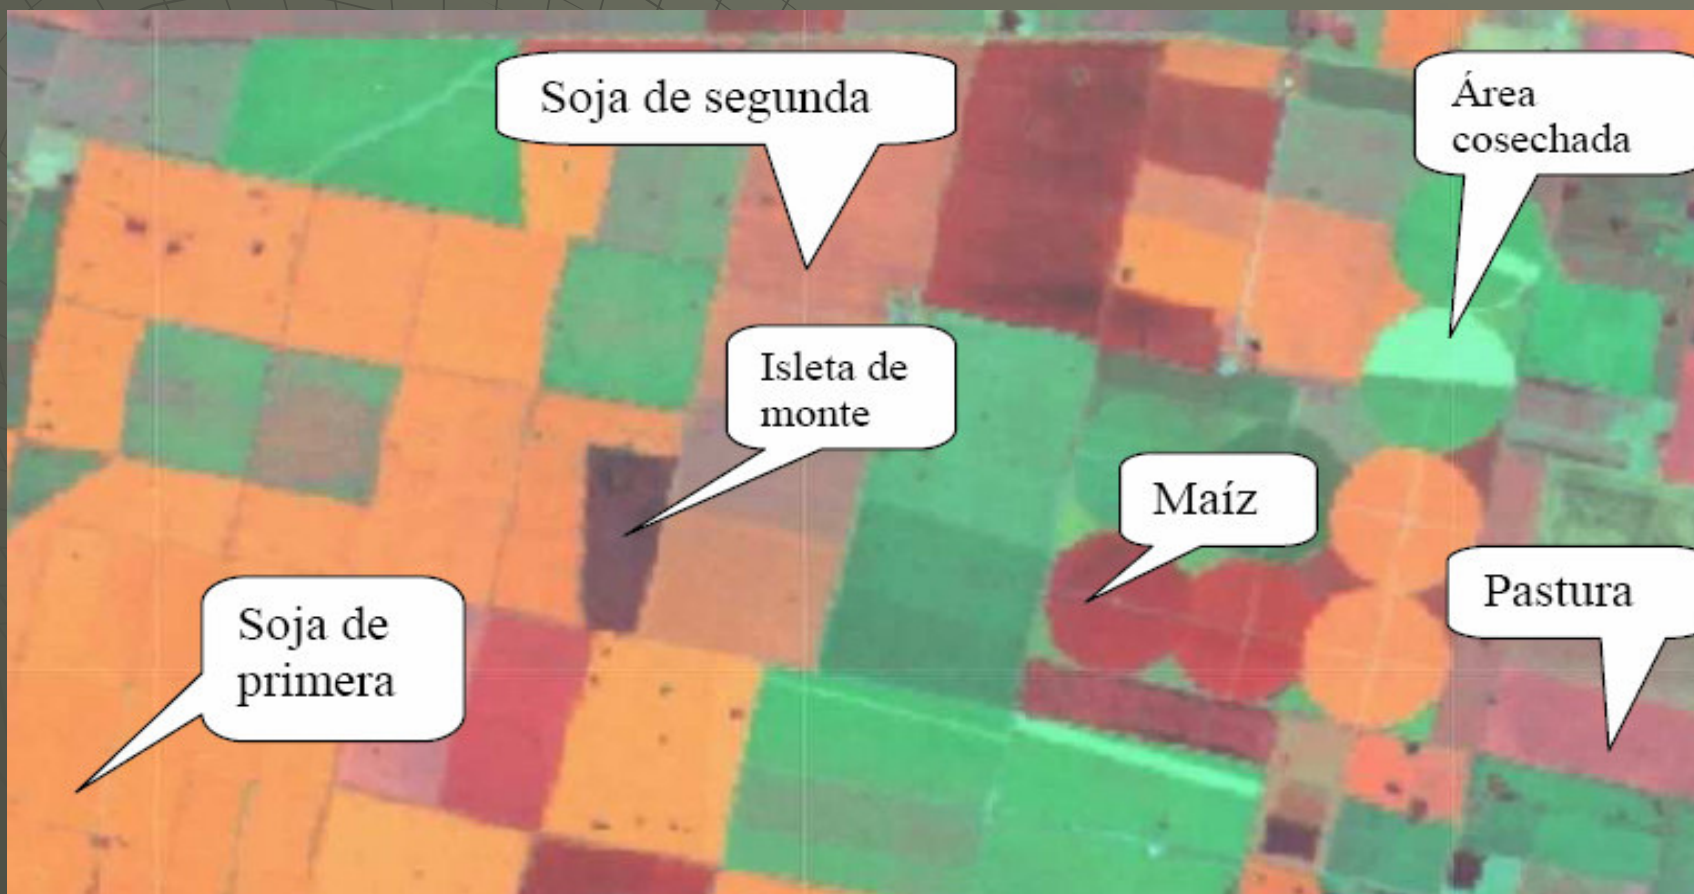 Soja de segunda
Área
cosechada
Isleta de
monte
Maíz
Pastura
Soja de
primera